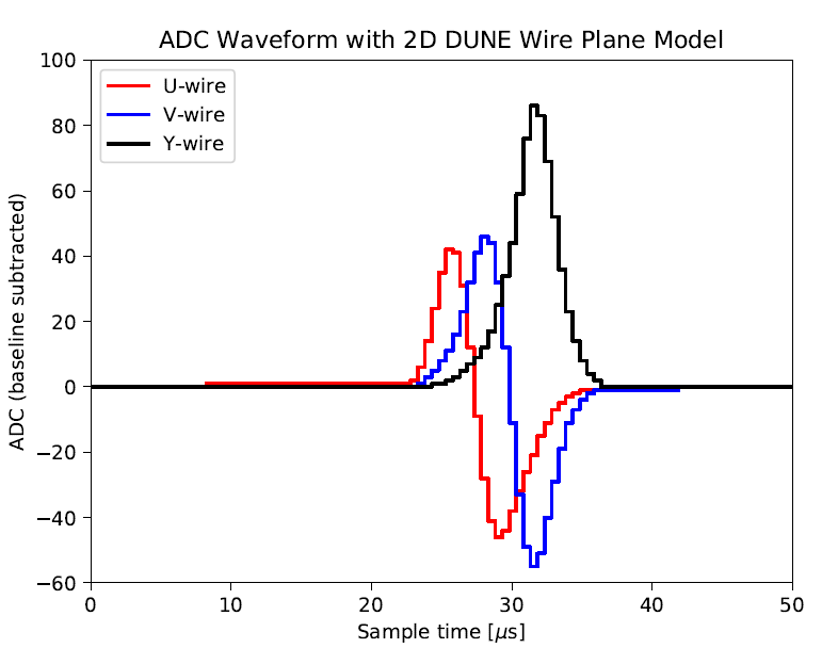 ADC Waveform with 2D DUNE Wire Plane Model
U-wire
V-wire
Y-wire
ADC (baseline subtracted)
100
80
60
40
20
0
−20
−40
−60
0 10 20 30 40 50
Sample time [μs]